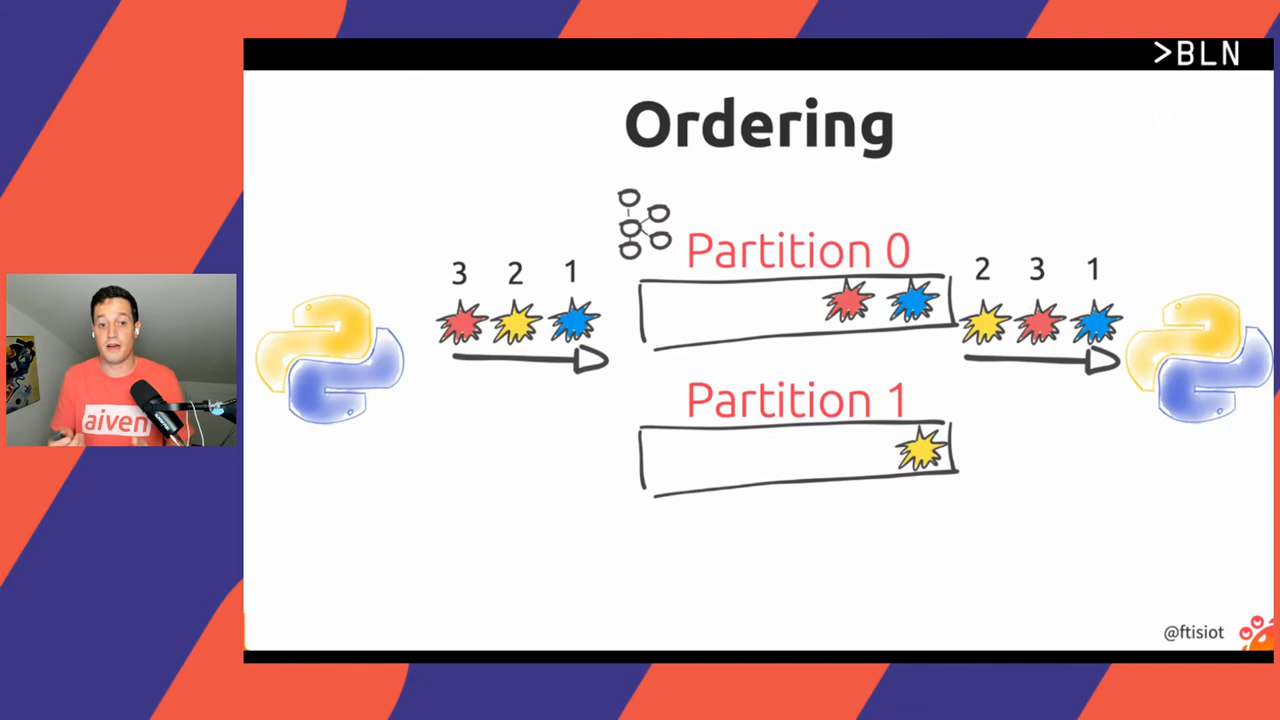 >BLN
Ordering
Partition 0
3 2 1
2 3 1
Partition 1
aiven
@ftisiot